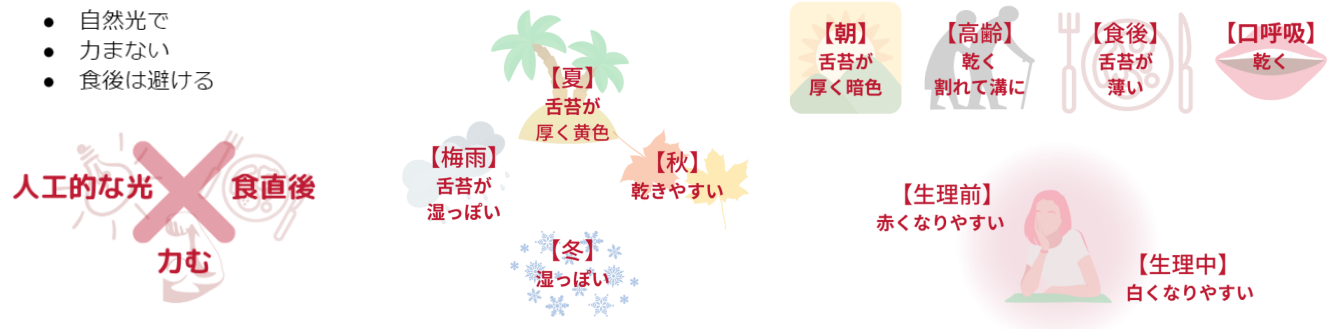 ● 自然光で
● 力まない
● 食後は避ける
人工的な光
食直後
力む
【夏】
舌苔が
厚く黄色
【梅雨】
舌苔が
湿っぽい
【秋】
乾きやすい
【冬】
湿っぽい
【朝】
舌苔が
厚く暗色
【高齢】
乾く
割れて溝に
【食後】
舌苔が
薄い
【口呼吸】
乾く
【生理前】
赤くなりやすい
【生理中】
白くなりやすい